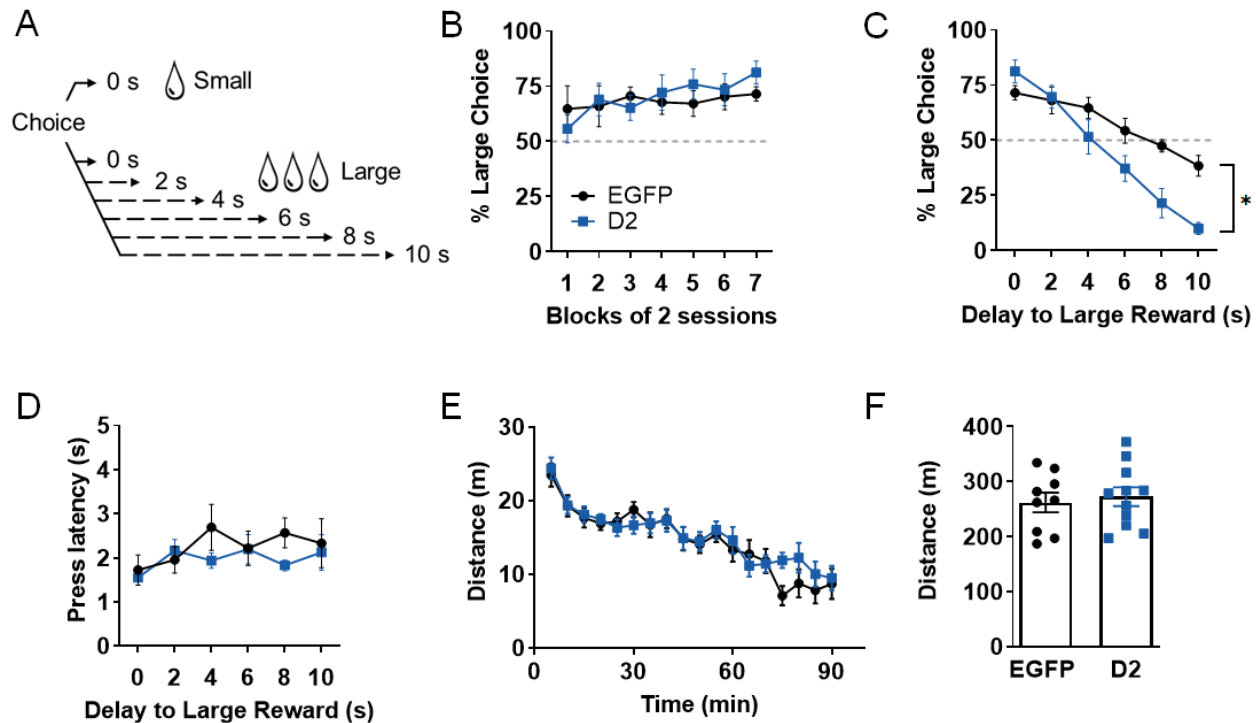 A
0 s
Small
Choice
0 s
2 s
Large
4 s
6 s
8 s
10 s
B
% Large Choice
100
75
50
25
0
EGFP
D2
1 2 3 4 5 6 7
Blocks of 2 sessions
C
% Large Choice
100
75
50
25
0
*
0 2 4 6 8 10
Delay to Large Reward (s)
D
Press latency (s)
5
4
3
2
1
0
0 2 4 6 8 10
Delay to Large Reward (s)
E
Distance (m)
30
20
10
0
0 30 60 90
Time (min)
F
Distance (m)
400
300
200
100
0
EGFP D2